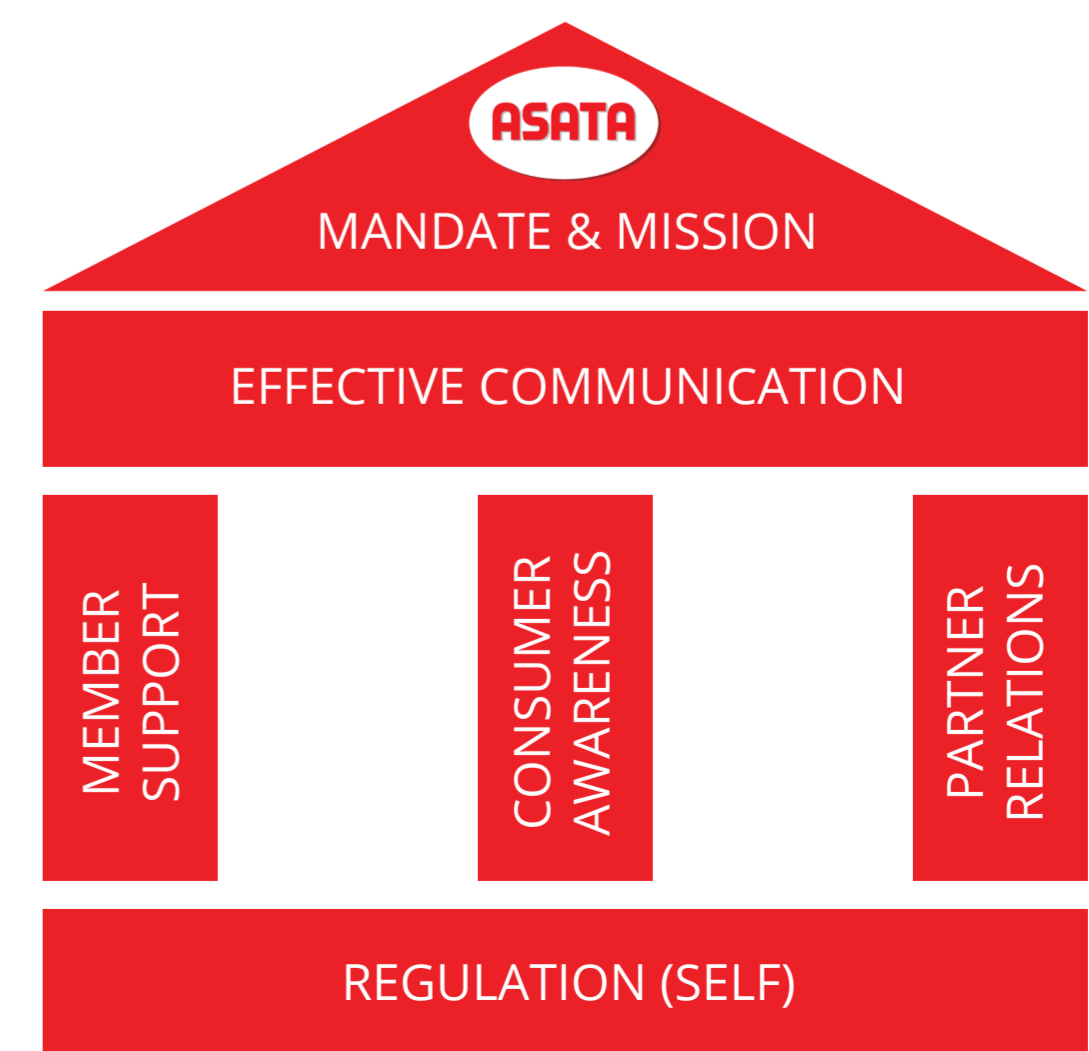 ASATA
MANDATE & MISSION
EFFECTIVE COMMUNICATION
MEMBER
SUPPORT
CONSUMER
AWARENESS
PARTNER
RELATIONS
REGULATION (SELF)